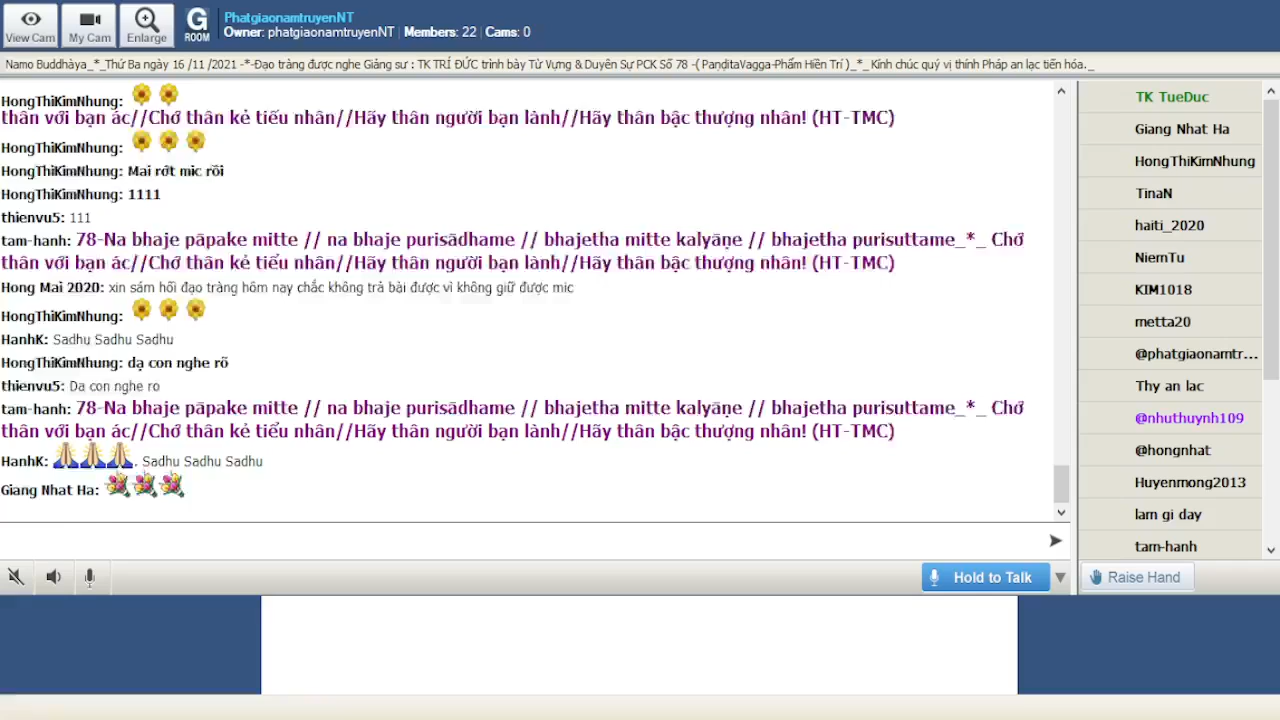 View Cam
My Cam
Enlarge
G
ROOM
PhatgiaonamtruyenNT
Owner: phatgiaonamtruyenNT | Members: 22 | Cams: 0
Namo Buddhàya_*_Thứ Ba ngày 16 /11 /2021 -*-Đạo tràng được nghe Giảng sư : TK TRÍ ĐỨC trình bày Từ Vựng & Duyên Sự PCK Số 78 -( PaṇḍitaVagga-Phẩm Hiền Trí )_*_ Kính chúc quý vị thính Pháp an lạc tiến hóa._
HongThiKimNhung:
thân với bạn ác//Chớ thân kẻ tiểu nhân//Hãy thân người bạn lành//Hãy thân bậc thượng nhân! (HT-TMC)
HongThiKimNhung:
HongThiKimNhung: Mai rớt mic rồi
HongThiKimNhung: 1111
thienvu5: 111
tam-hanh: 78-Na bhaje pāpake mitte // na bhaje purisādhame // bhajetha mitte kalyāṇe // bhajetha purisuttame_*_ Chớ
thân với bạn ác//Chớ thân kẻ tiểu nhân//Hãy thân người bạn lành//Hãy thân bậc thượng nhân! (HT-TMC)
Hong Mai 2020: xin sám hối đạo tràng hôm nay chắc không trả bài được vì không giữ được mic
HongThiKimNhung:
HanhK: Sadhu Sadhu Sadhu
HongThiKimNhung: dạ con nghe rõ
thienvu5: Da con nghe ro
tam-hanh: 78-Na bhaje pāpake mitte // na bhaje purisādhame // bhajetha mitte kalyāṇe // bhajetha purisuttame_*_ Chớ
thân với bạn ác//Chớ thân kẻ tiểu nhân//Hãy thân người bạn lành//Hãy thân bậc thượng nhân! (HT-TMC)
HanhK: . Sadhu Sadhu Sadhu
Giang Nhat Ha:
Hold to Talk
TK TueDuc
Giang Nhat Ha
HongThiKimNhung
TinaN
haiti_2020
NiemTu
KIM1018
metta20
@phatgiaonamtr...
Thy an lac
@nhuthuynh109
@hongnhat
Huyenmong2013
lam gi day
tam-hanh
Raise Hand